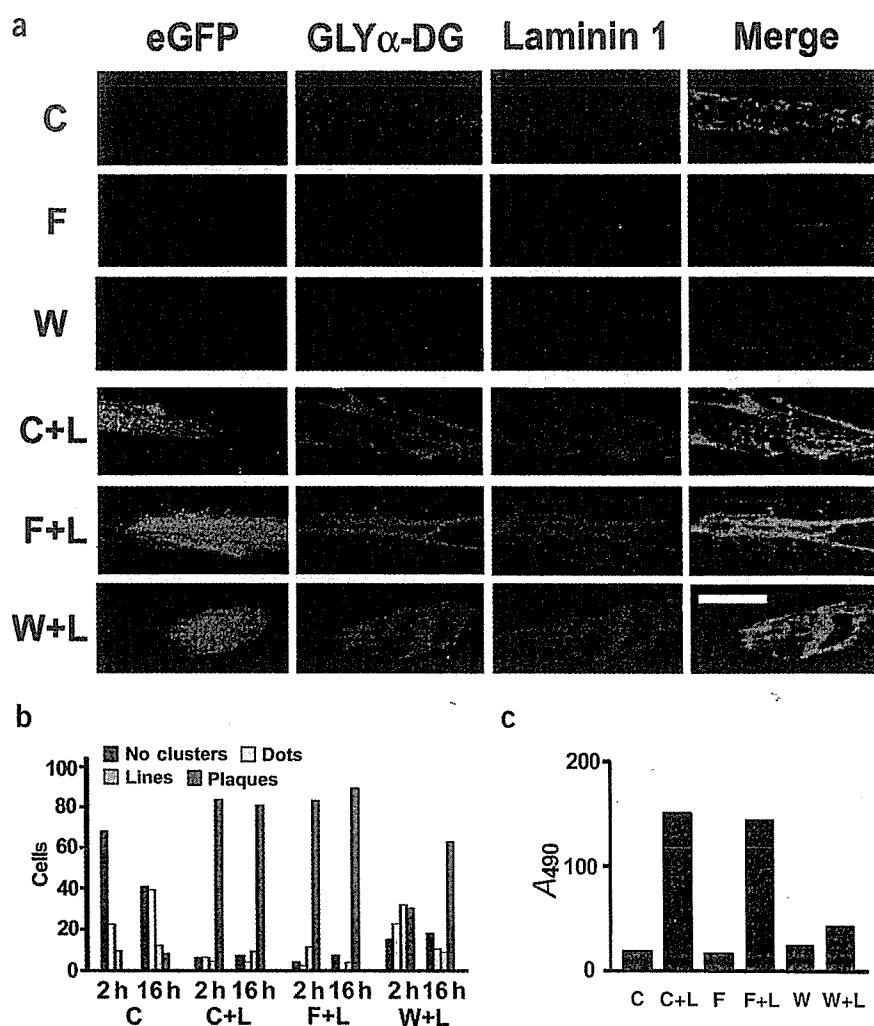 a
eGFP GLYα-DG Laminin 1 Merge
C
F
W
C+L
F+L
W+L
b
No clusters Dots
Lines Plaques
100
80
60
40
20
0
Cells
2 h 16 h 2 h 16 h 2 h 16 h 2 h 16 h
C C+L F+L W+L
c
200
100
0
A490
C C+L F F+L W W+L